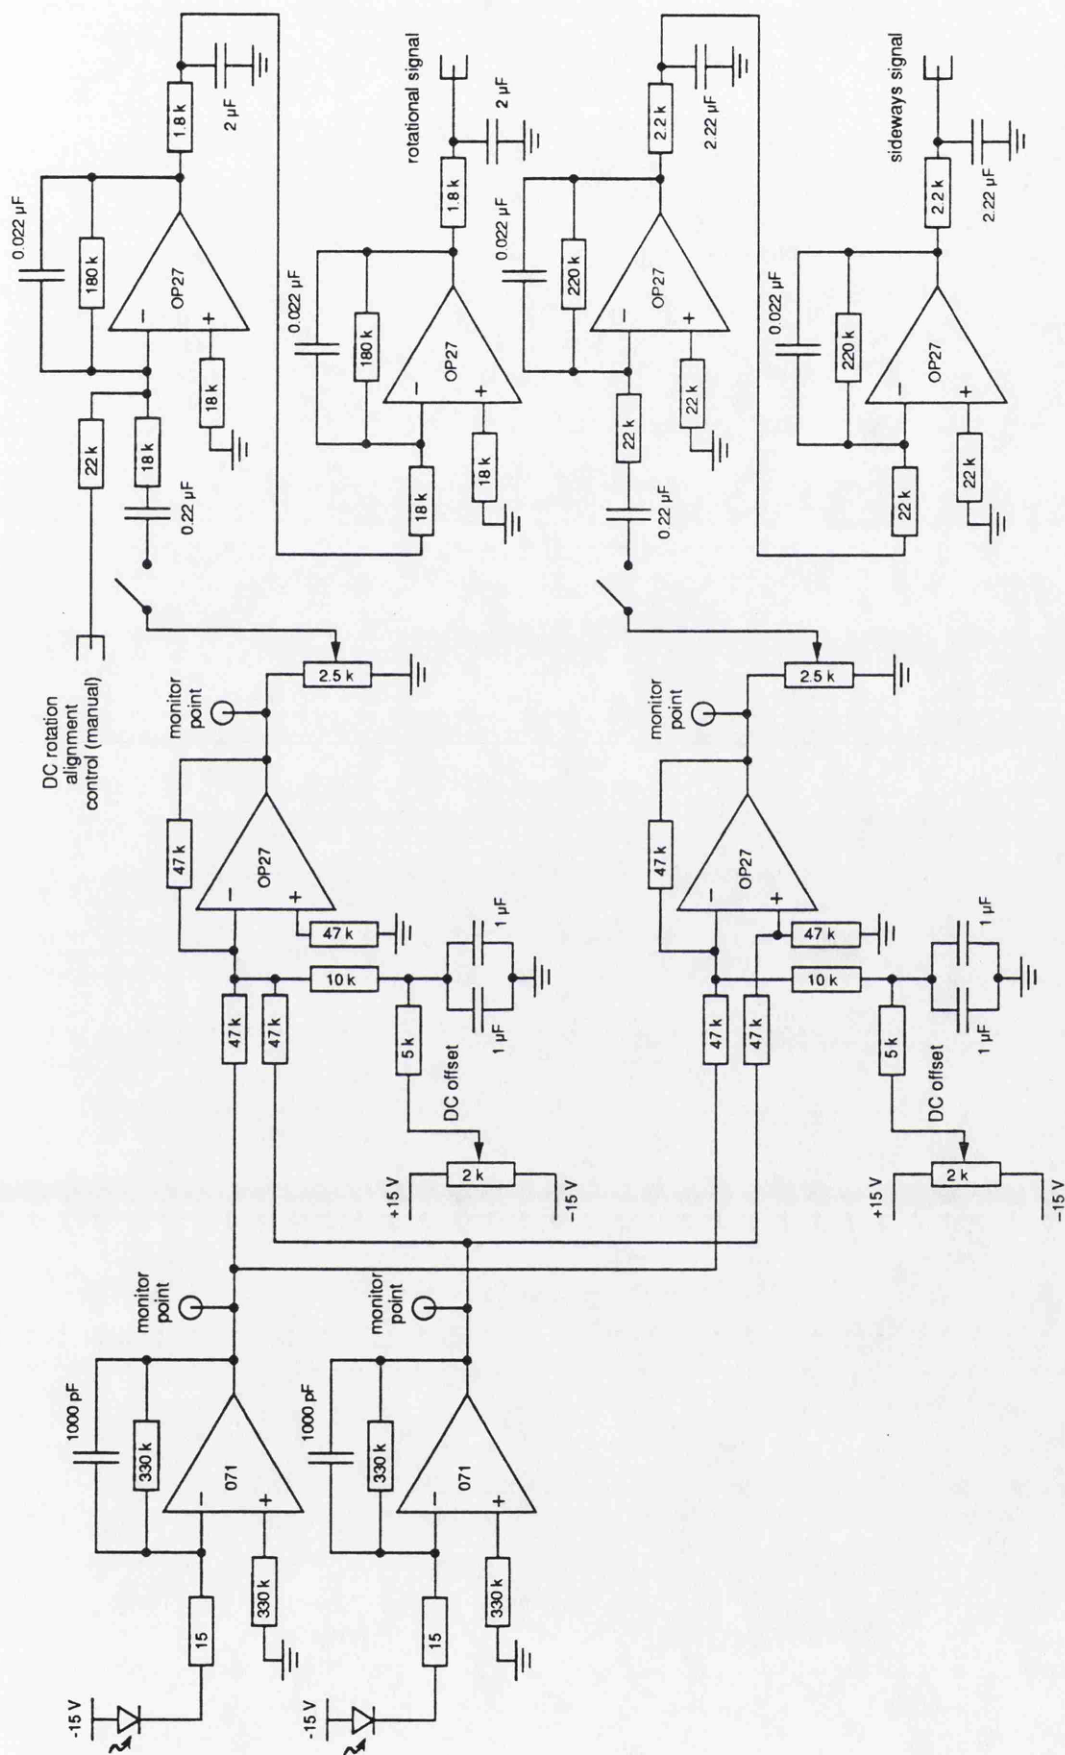 -15 V
15
330 k
1000 pF
330 k
071
−
+
monitor
point
-15 V
15
330 k
1000 pF
330 k
071
−
+
monitor
point
47 k
47 k
+15 V
2 k
−15 V
5 k
DC offset
10 k
1 µF
1 µF
47 k
47 k
OP27
−
+
monitor
point
2.5 k
DC rotation
alignment
control (manual)
22 k
0.22 µF
18 k
18 k
0.022 µF
180 k
OP27
−
+
1.8 k
2 µF
18 k
18 k
0.022 µF
180 k
OP27
−
+
1.8 k
2 µF
rotational signal
47 k
47 k
+15 V
2 k
−15 V
5 k
DC offset
10 k
1 µF
1 µF
47 k
47 k
OP27
−
+
monitor
point
2.5 k
0.22 µF
22 k
22 k
0.022 µF
220 k
OP27
−
+
2.2 k
2.22 µF
22 k
22 k
0.022 µF
220 k
OP27
−
+
2.2 k
2.22 µF
sideways signal